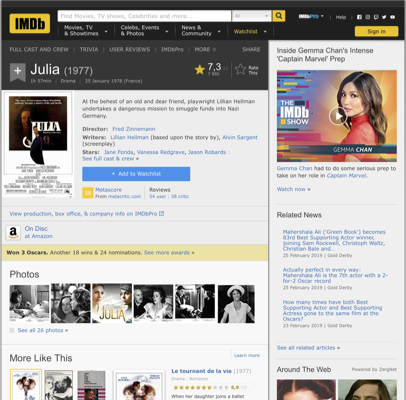 IMDb
Find Movies, TV shows, Celebrities and more...
All
IMDbPro
Help
Movies, TV
& Showtimes
Celebs, Events
& Photos
News &
Community
Watchlist
Sign in
FULL CAST AND CREW | TRIVIA | USER REVIEWS | IMDbPro | MORE
SHARE
Julia (1977)
1h 57min | Drama | 25 January 1978 (France)
7,3
Rate
This
At the behest of an old and dear friend, playwright Lillian Hellman
undertakes a dangerous mission to smuggle funds into Nazi
Germany.
Director: Fred Zinnemann
Writers: Lillian Hellman (based upon the story by), Alvin Sargent
(screenplay)
Stars: Jane Fonda, Vanessa Redgrave, Jason Robards |
See full cast & crew »
+ Add to Watchlist
Metascore
From metacritic.com
Reviews
54 user | 38 critic
View production, box office, & company info on IMDbPro
On Disc
at Amazon
Won 3 Oscars. Another 18 wins & 24 nominations. See more awards »
Photos
JULIA
See all 26 photos »
More Like This
Learn more
Le tournant de la vie (1977)
Drama | Romance
When her daughter joins a ballet
Inside Gemma Chan's Intense
'Captain Marvel' Prep
THE
IMDb
SHOW
GEMMA CHAN
Gemma Chan had to do some serious prep to
take on her role in Captain Marvel.
Watch now »
Related News
Mahershala Ali ('Green Book') becomes
83rd Best Supporting Actor winner,
joining Sam Rockwell, Christoph Waltz,
Christian Bale and...
25 February 2019 | Gold Derby
Actually perfect in every way:
Mahershala Ali is the 7th actor with a
2-for-2 Oscar record
25 February 2019 | Gold Derby
How many times have both Best
Supporting Actor and Best Supporting
Actress gone to the same film at the
Oscars?
23 February 2019 | Gold Derby
See all related articles »
Around The Web
Powered by ZergNet